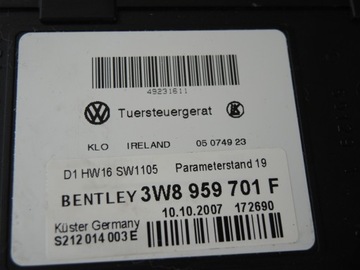 49231611
Tuersteuergerat
KLO IRELAND 05 0749 23
D1 HW16 SW1105 Parameterstand 19
BENTLEY 3W8 959 701 F
10.10.2007 172690
Küster Germany
S212 014 003 E